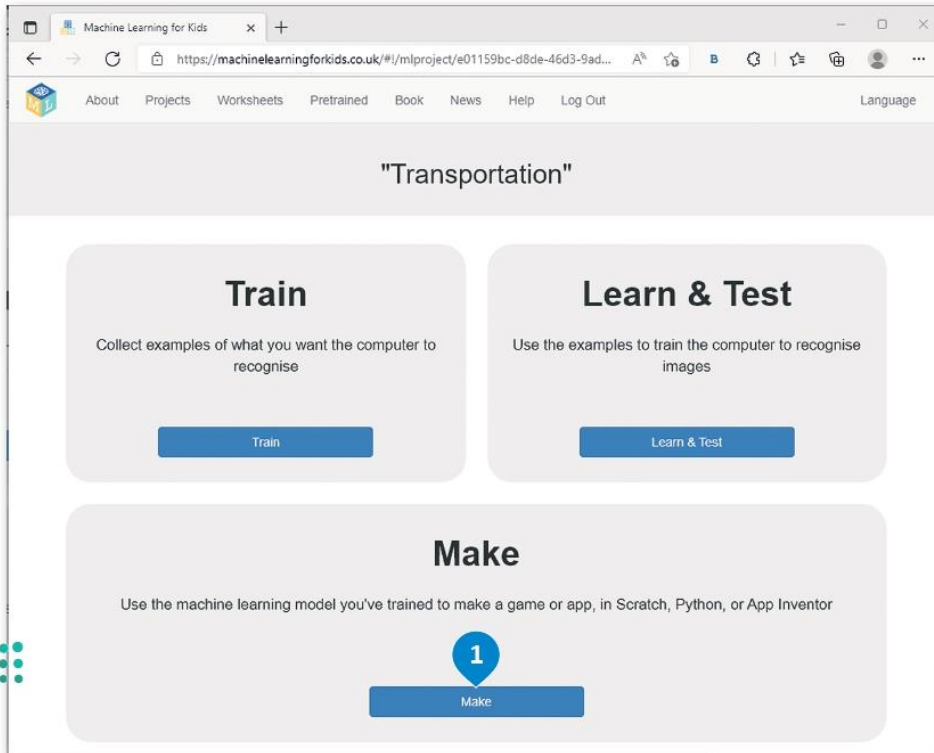 Machine Learning for Kids
https://machinelearningforkids.co.uk/#!/mlproject/e01159bc-d8de-46d3-9ad...
B
ML
About Projects Worksheets Pretrained Book News Help Log Out Language
"Transportation"
Train
Collect examples of what you want the computer to
recognise
Train
Learn & Test
Use the examples to train the computer to recognise
images
Learn & Test
Make
Use the machine learning model you've trained to make a game or app, in Scratch, Python, or App Inventor
1
Make